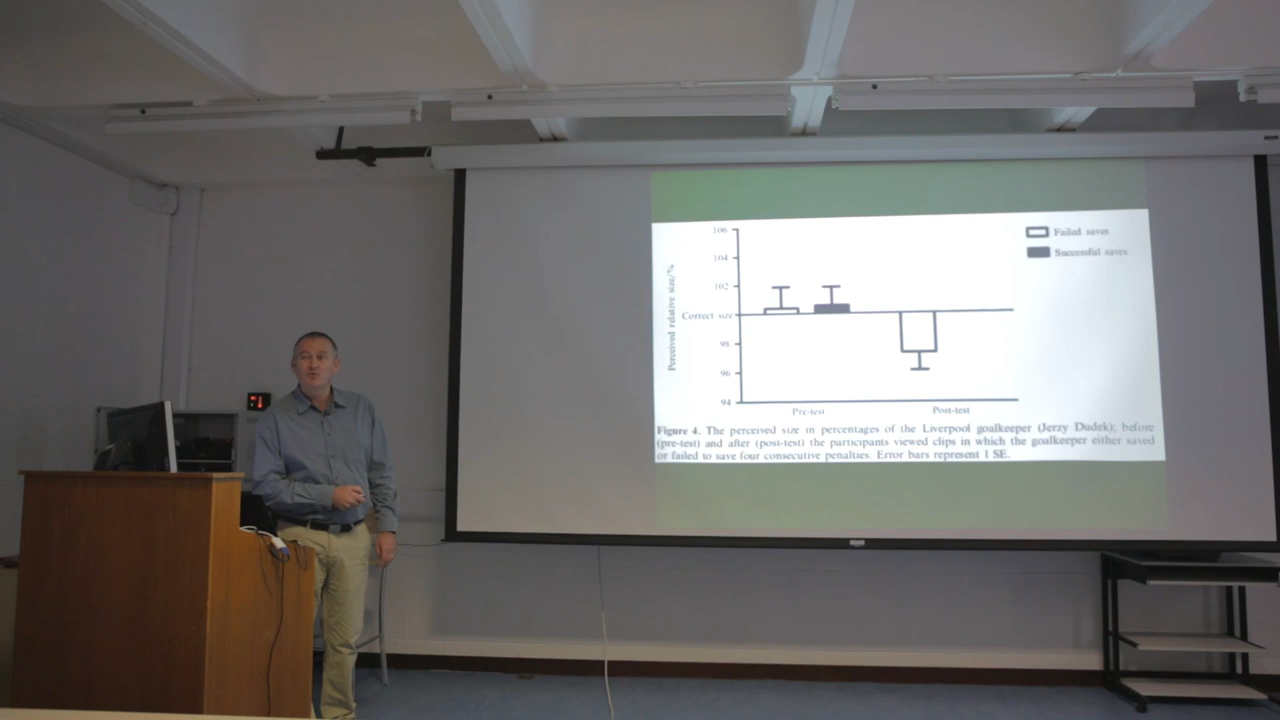 106
Failed saves
Successful saves
104
102
Perceived relative size/%
Correct size
98
96
94
Pre-test
Post-test
Figure 4. The perceived size in percentages of the Liverpool goalkeeper (Jerzy Dudek); before
(pre-test) and after (post-test) the participants viewed clips in which the goalkeeper either saved
or failed to save four consecutive penalties. Error bars represent 1 SE.